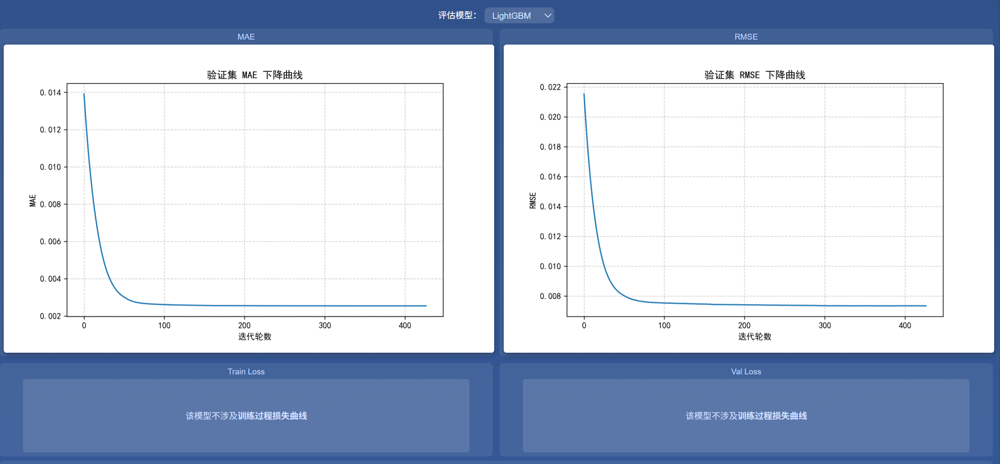 评估模型： LightGBM
MAE
验证集 MAE 下降曲线
0.014
0.012
0.010
0.008
0.006
0.004
0.002
MAE
0 100 200 300 400
迭代轮数
RMSE
验证集 RMSE 下降曲线
0.022
0.020
0.018
0.016
0.014
0.012
0.010
0.008
RMSE
0 100 200 300 400
迭代轮数
Train Loss
该模型不涉及训练过程损失曲线
Val Loss
该模型不涉及训练过程损失曲线